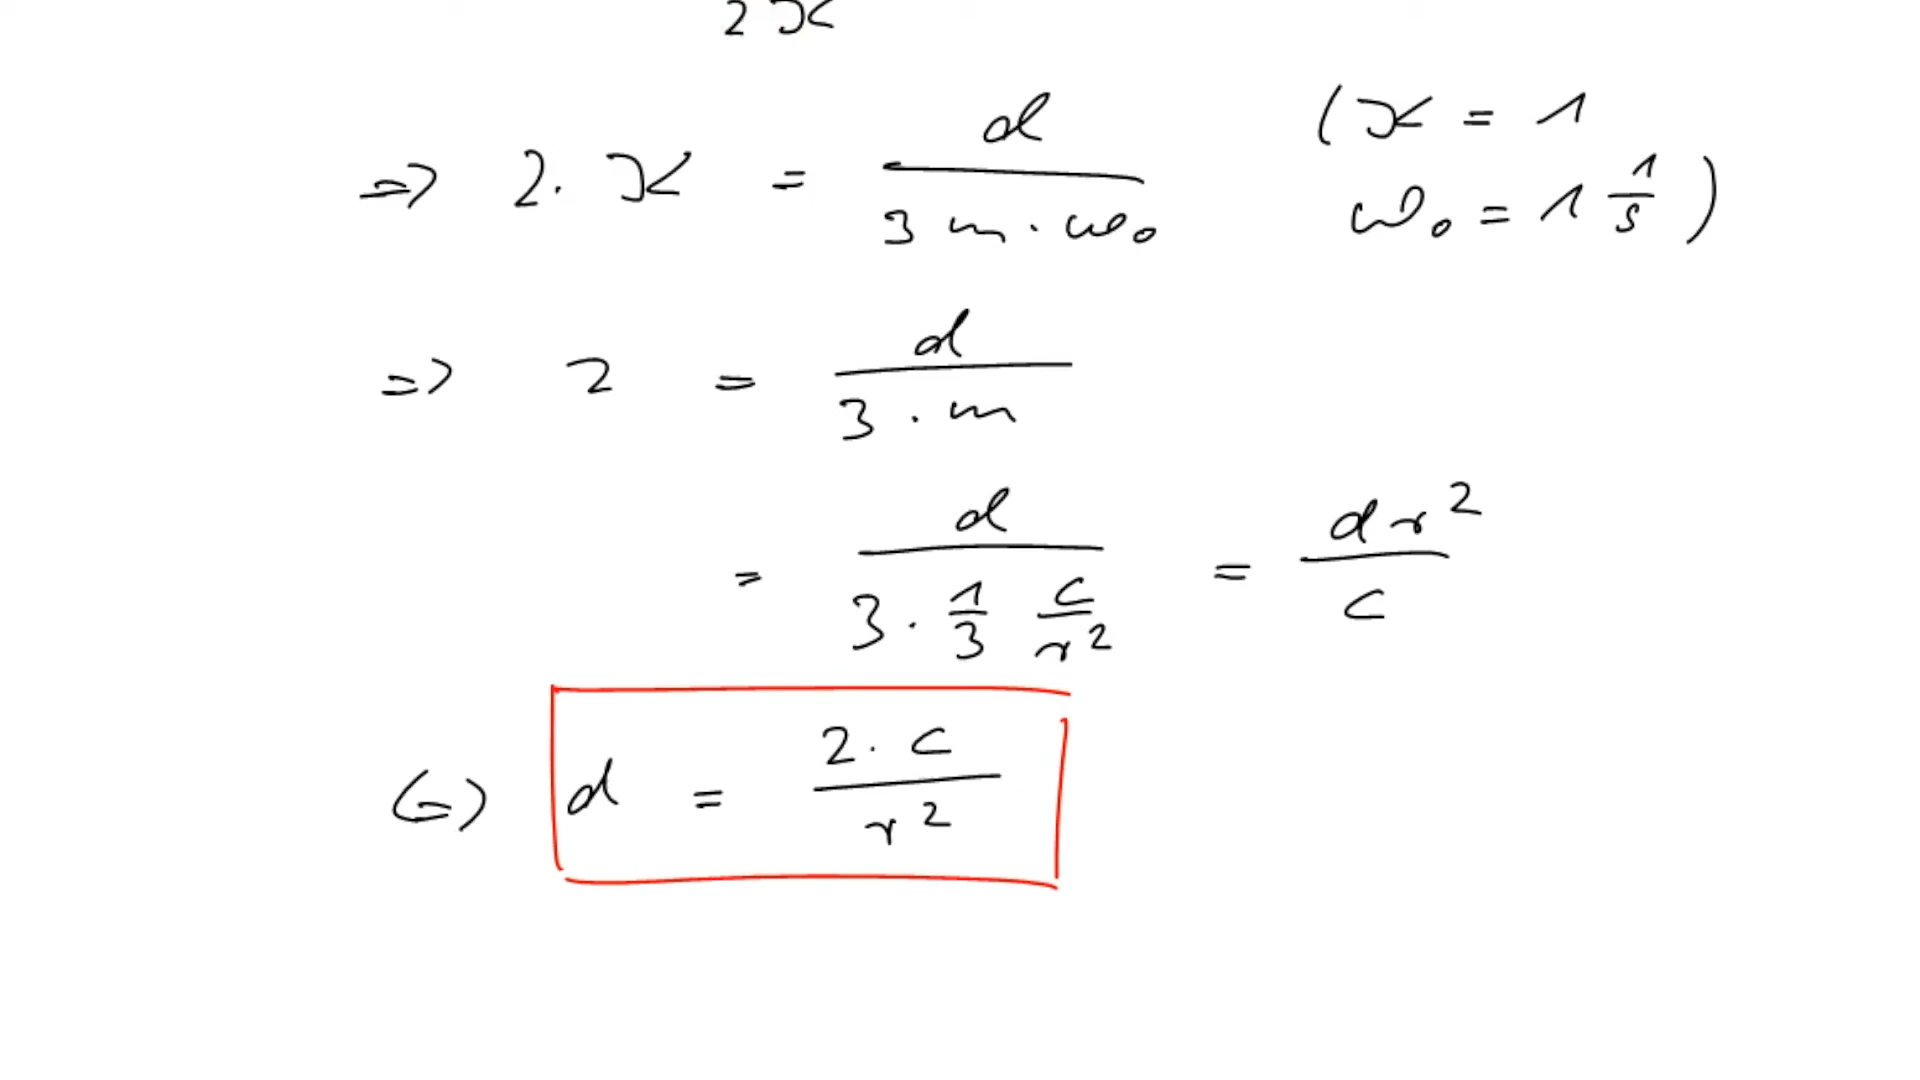 2 ϰ
=> 2 · ϰ = d / (3 m · ω₀) (ϰ = 1
ω₀ = 1 1/s)
=> 2 = d / (3 · m)
= d / (3 · 1/3 c/r²) = d r² / c
<=> d = 2 · c / r²